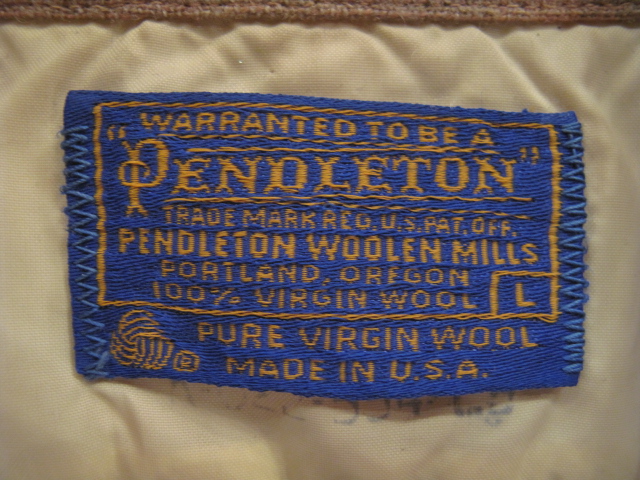 WARRANTED TO BE A
"PENDLETON"
TRADE MARK REG. U.S. PAT. OFF.
PENDLETON WOOLEN MILLS
PORTLAND, OREGON
100% VIRGIN WOOL L
® PURE VIRGIN WOOL
MADE IN U.S.A.